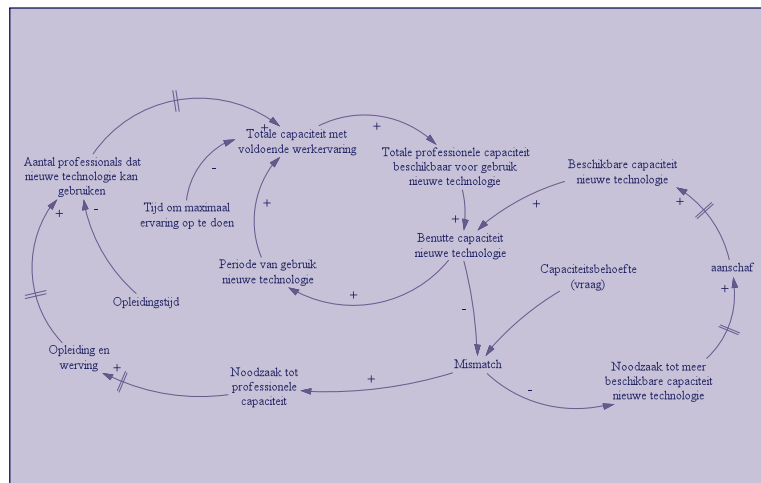 Totale capaciteit met
voldoende werkervaring
Totale professionele capaciteit
beschikbaar voor gebruik
nieuwe technologie
Beschikbare capaciteit
nieuwe technologie
Aantal professionals dat
nieuwe technologie kan
gebruiken
Tijd om maximaal
ervaring op te doen
Benutte capaciteit
nieuwe technologie
Periode van gebruik
nieuwe technologie
Capaciteitsbehoefte
(vraag)
aanschaf
Opleidingstijd
Opleiding en
werving
Noodzaak tot
professionele
capaciteit
Mismatch
Noodzaak tot meer
beschikbare capaciteit
nieuwe technologie
+
+
-
+
+
+
+
-
+
+
+
-
+
+
-